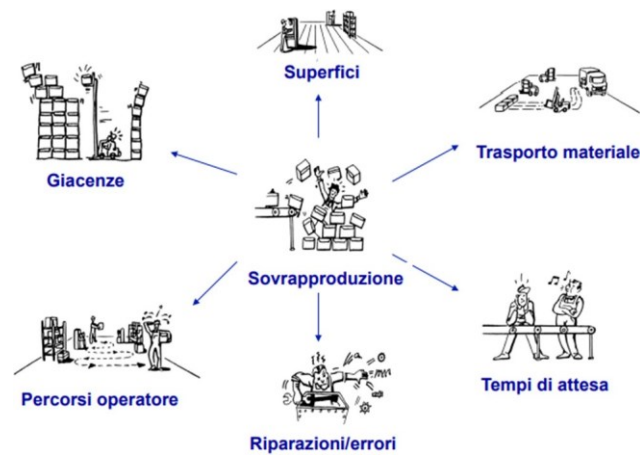 Superfici
Giacenze
Trasporto materiale
Sovrapproduzione
Percorsi operatore
Tempi di attesa
Riparazioni/errori